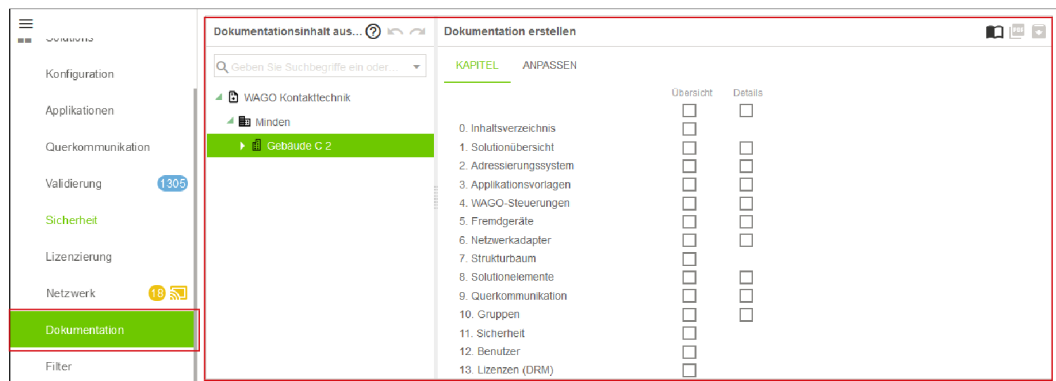 Solutions
Konfiguration
Applikationen
Querkommunikation
Validierung 1305
Sicherheit
Lizenzierung
Netzwerk 18
Dokumentation
Filter
Dokumentationsinhalt aus...
Geben Sie Suchbegriffe ein oder...
WAGO Kontakttechnik
Minden
Gebäude C 2
Dokumentation erstellen
PDF
KAPITEL ANPASSEN
Übersicht Details
0. Inhaltsverzeichnis
1. Solutionübersicht
2. Adressierungssystem
3. Applikationsvorlagen
4. WAGO-Steuerungen
5. Fremdgeräte
6. Netzwerkadapter
7. Strukturbaum
8. Solutionelemente
9. Querkommunikation
10. Gruppen
11. Sicherheit
12. Benutzer
13. Lizenzen (DRM)